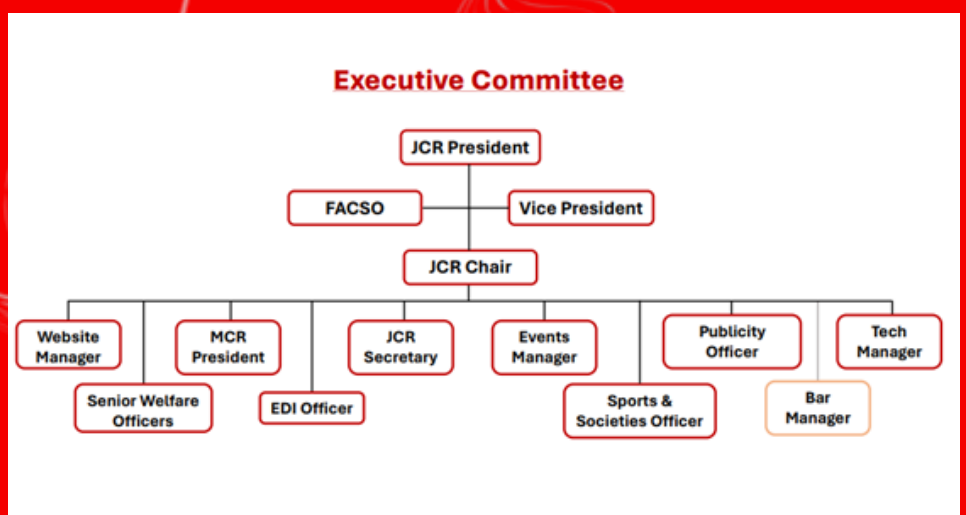 Executive Committee
JCR President
FACSO
Vice President
JCR Chair
Website
Manager
MCR
President
JCR
Secretary
Events
Manager
Publicity
Officer
Tech
Manager
Senior Welfare
Officers
EDI Officer
Sports &
Societies Officer
Bar
Manager